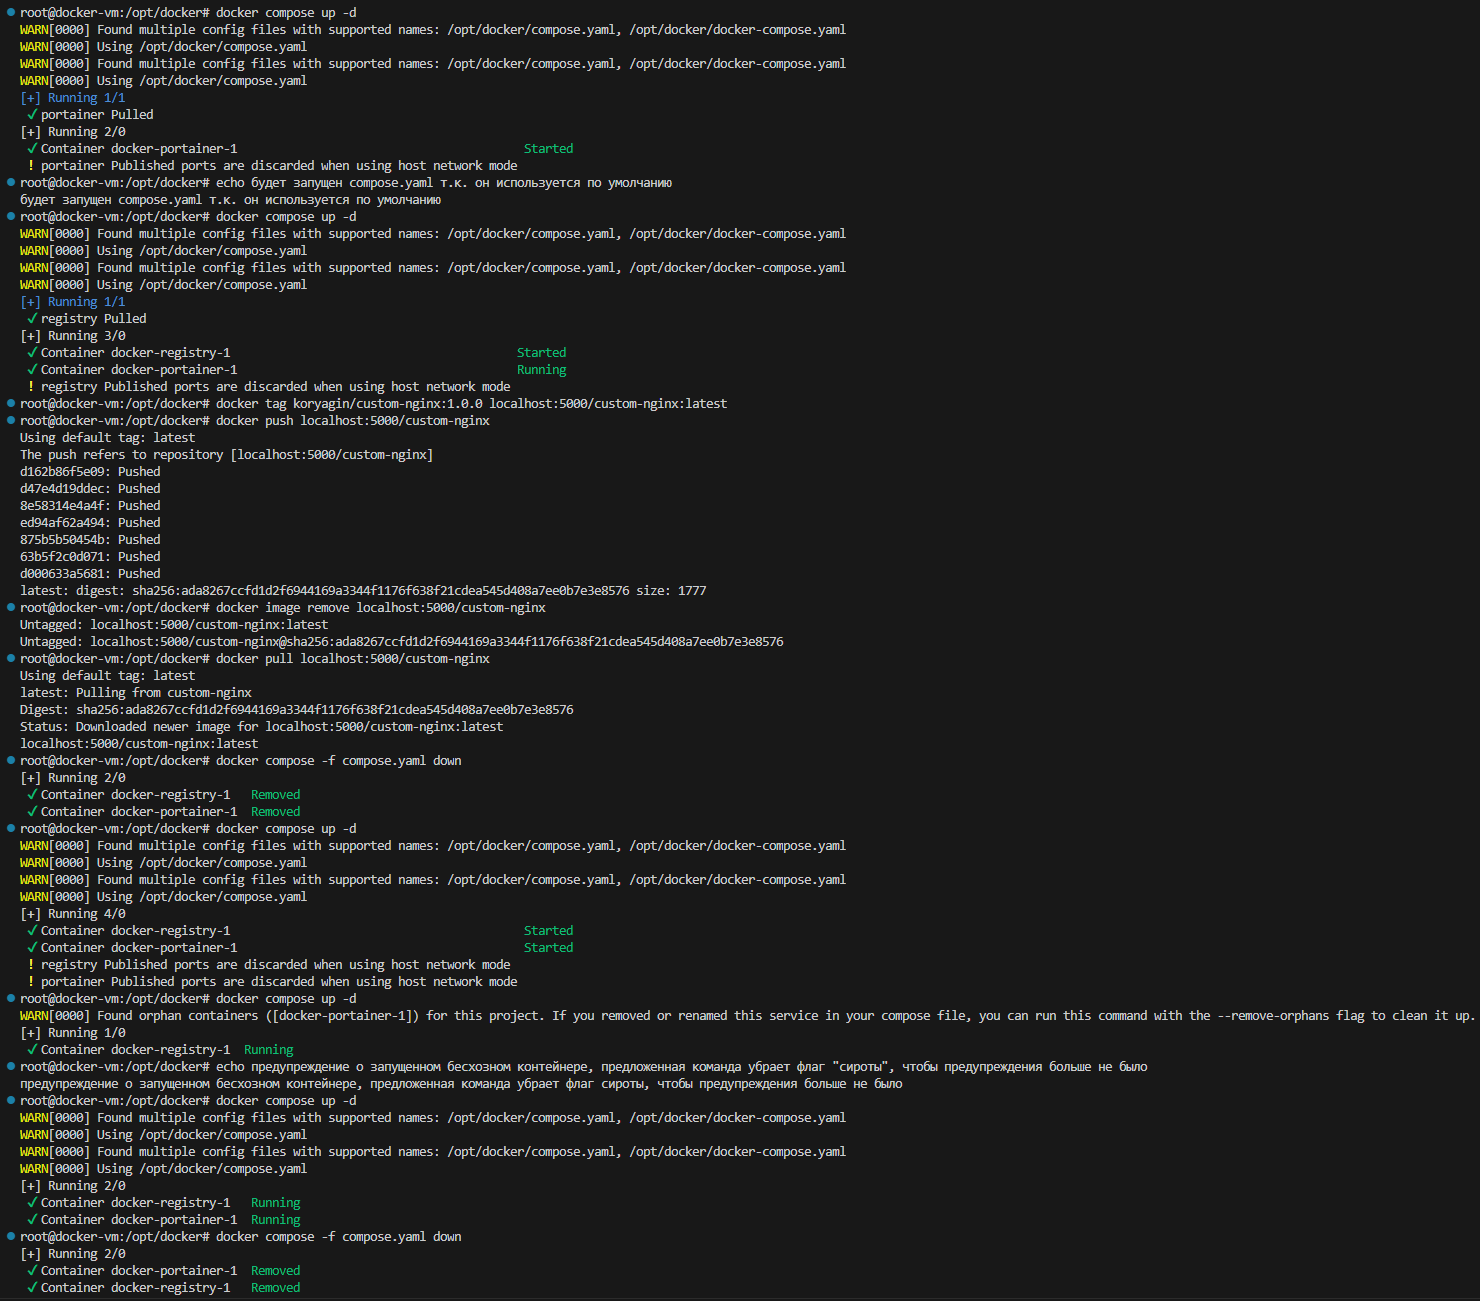 root@docker-vm:/opt/docker# docker compose up -d
WARN[0000] Found multiple config files with supported names: /opt/docker/compose.yaml, /opt/docker/docker-compose.yaml
WARN[0000] Using /opt/docker/compose.yaml
WARN[0000] Found multiple config files with supported names: /opt/docker/compose.yaml, /opt/docker/docker-compose.yaml
WARN[0000] Using /opt/docker/compose.yaml
[+] Running 1/1
✔ portainer Pulled
[+] Running 2/0
✔ Container docker-portainer-1 Started
! portainer Published ports are discarded when using host network mode
root@docker-vm:/opt/docker# echo будет запущен compose.yaml т.к. он используется по умолчанию
будет запущен compose.yaml т.к. он используется по умолчанию
root@docker-vm:/opt/docker# docker compose up -d
WARN[0000] Found multiple config files with supported names: /opt/docker/compose.yaml, /opt/docker/docker-compose.yaml
WARN[0000] Using /opt/docker/compose.yaml
WARN[0000] Found multiple config files with supported names: /opt/docker/compose.yaml, /opt/docker/docker-compose.yaml
WARN[0000] Using /opt/docker/compose.yaml
[+] Running 1/1
✔ registry Pulled
[+] Running 3/0
✔ Container docker-registry-1 Started
✔ Container docker-portainer-1 Running
! registry Published ports are discarded when using host network mode
root@docker-vm:/opt/docker# docker tag koryagin/custom-nginx:1.0.0 localhost:5000/custom-nginx:latest
root@docker-vm:/opt/docker# docker push localhost:5000/custom-nginx
Using default tag: latest
The push refers to repository [localhost:5000/custom-nginx]
d162b86f5e09: Pushed
d47e4d19ddec: Pushed
8e58314e4a4f: Pushed
ed94af62a494: Pushed
875b5b50454b: Pushed
63b5f2c0d071: Pushed
d000633a5681: Pushed
latest: digest: sha256:ada8267ccfd1d2f6944169a3344f1176f638f21cdea545d408a7ee0b7e3e8576 size: 1777
root@docker-vm:/opt/docker# docker image remove localhost:5000/custom-nginx
Untagged: localhost:5000/custom-nginx:latest
Untagged: localhost:5000/custom-nginx@sha256:ada8267ccfd1d2f6944169a3344f1176f638f21cdea545d408a7ee0b7e3e8576
root@docker-vm:/opt/docker# docker pull localhost:5000/custom-nginx
Using default tag: latest
latest: Pulling from custom-nginx
Digest: sha256:ada8267ccfd1d2f6944169a3344f1176f638f21cdea545d408a7ee0b7e3e8576
Status: Downloaded newer image for localhost:5000/custom-nginx:latest
localhost:5000/custom-nginx:latest
root@docker-vm:/opt/docker# docker compose -f compose.yaml down
[+] Running 2/0
✔ Container docker-registry-1 Removed
✔ Container docker-portainer-1 Removed
root@docker-vm:/opt/docker# docker compose up -d
WARN[0000] Found multiple config files with supported names: /opt/docker/compose.yaml, /opt/docker/docker-compose.yaml
WARN[0000] Using /opt/docker/compose.yaml
WARN[0000] Found multiple config files with supported names: /opt/docker/compose.yaml, /opt/docker/docker-compose.yaml
WARN[0000] Using /opt/docker/compose.yaml
[+] Running 4/0
✔ Container docker-registry-1 Started
✔ Container docker-portainer-1 Started
! registry Published ports are discarded when using host network mode
! portainer Published ports are discarded when using host network mode
root@docker-vm:/opt/docker# docker compose up -d
WARN[0000] Found orphan containers ([docker-portainer-1]) for this project. If you removed or renamed this service in your compose file, you can run this command with the --remove-orphans flag to clean it up.
[+] Running 1/0
✔ Container docker-registry-1 Running
root@docker-vm:/opt/docker# echo предупреждение о запущенном бесхозном контейнере, предложенная команда убрает флаг "сироты", чтобы предупреждения больше не было
предупреждение о запущенном бесхозном контейнере, предложенная команда убрает флаг сироты, чтобы предупреждения больше не было
root@docker-vm:/opt/docker# docker compose up -d
WARN[0000] Found multiple config files with supported names: /opt/docker/compose.yaml, /opt/docker/docker-compose.yaml
WARN[0000] Using /opt/docker/compose.yaml
WARN[0000] Found multiple config files with supported names: /opt/docker/compose.yaml, /opt/docker/docker-compose.yaml
WARN[0000] Using /opt/docker/compose.yaml
[+] Running 2/0
✔ Container docker-registry-1 Running
✔ Container docker-portainer-1 Running
root@docker-vm:/opt/docker# docker compose -f compose.yaml down
[+] Running 2/0
✔ Container docker-portainer-1 Removed
✔ Container docker-registry-1 Removed